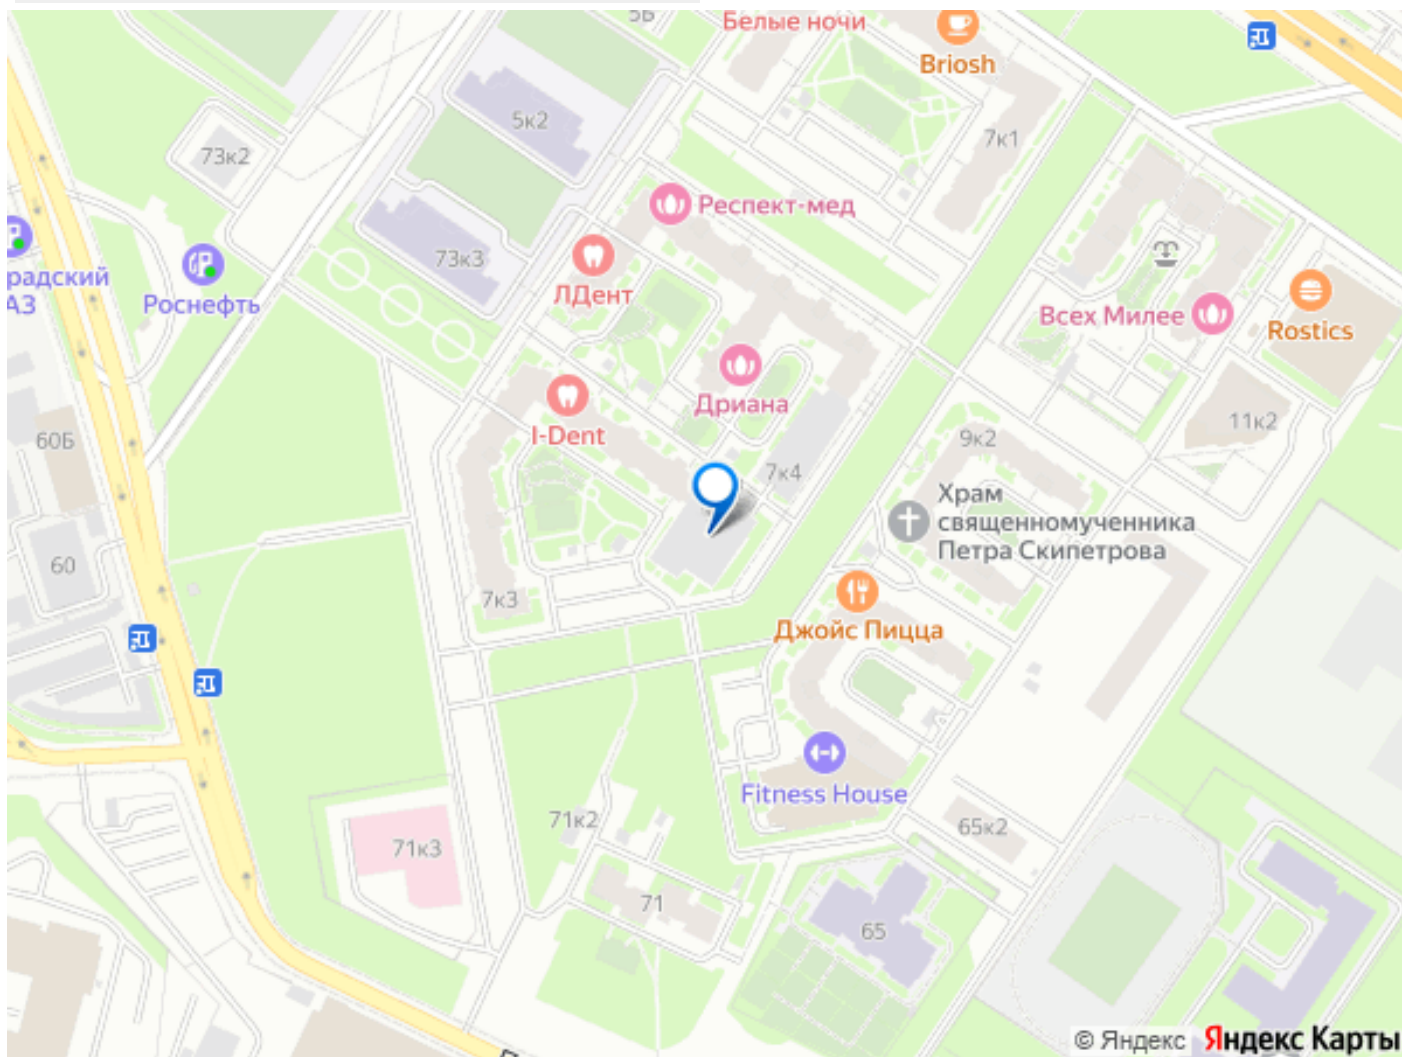 5Б
Белые ночи
Briosh
5к2
7к1
73к2
Респект-мед
73к3
радский
АЗ
Роснефть
ЛДент
Всех Милее
Rostics
Дриана
I-Dent
60Б
11к2
9к2
7к4
Храм
священномученника
Петра Скипетрова
60
7к3
Джойс Пицца
Fitness House
71к2
65к2
71к3
71
65
© Яндекс Яндекс Карты